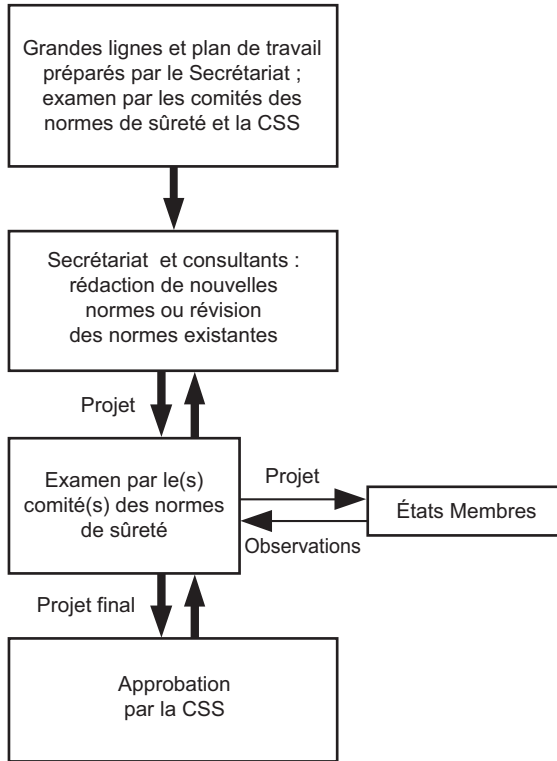 Grandes lignes et plan de travail
préparés par le Secrétariat ;
examen par les comités des
normes de sûreté et la CSS
Secrétariat et consultants :
rédaction de nouvelles
normes ou révision
des normes existantes
Projet
Examen par le(s)
comité(s) des normes
de sûreté
Projet
États Membres
Observations
Projet final
Approbation
par la CSS